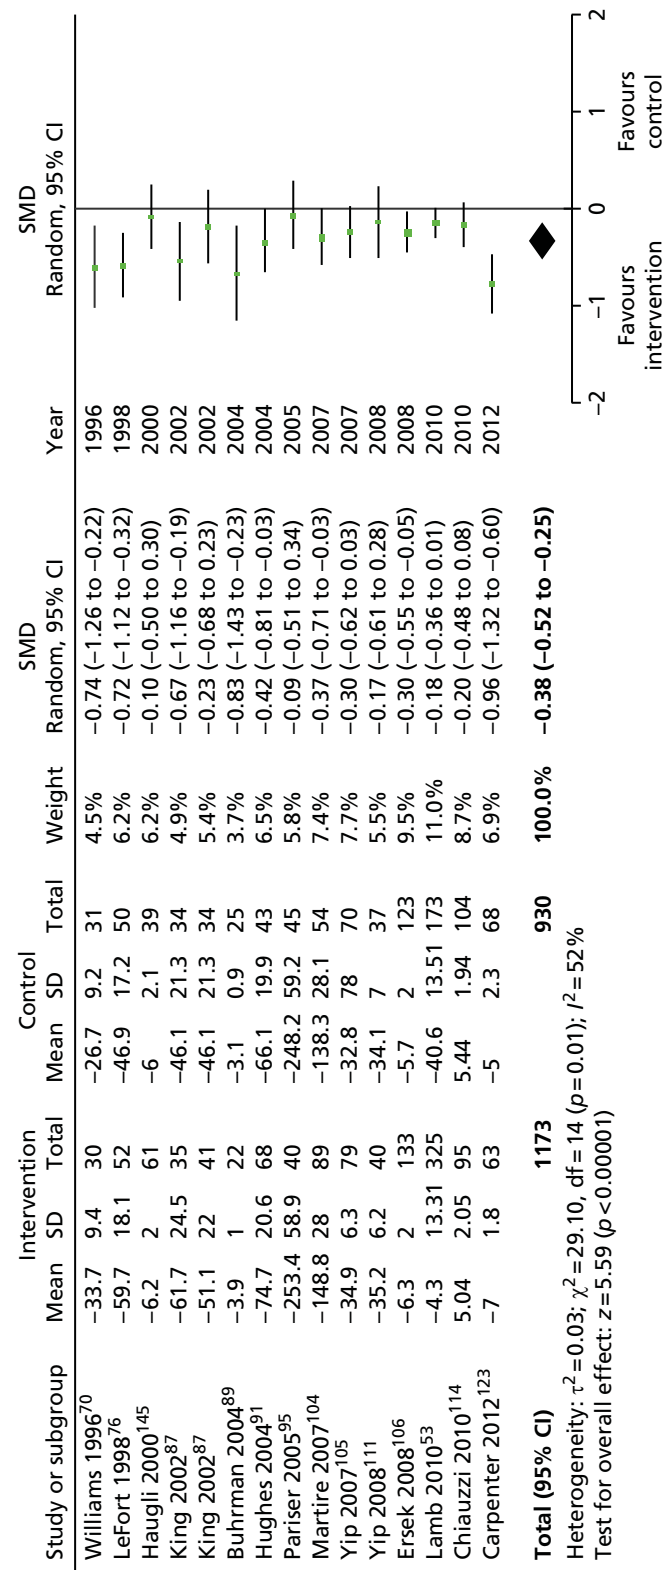 Intervention Control SMD SMD
Study or subgroup Mean SD Total Mean SD Total Weight Random, 95% CI Year Random, 95% CI
Williams 1996⁷⁰ −33.7 9.4 30 −26.7 9.2 31 4.5% −0.74 (−1.26 to −0.22) 1996
LeFort 1998⁷⁶ −59.7 18.1 52 −46.9 17.2 50 6.2% −0.72 (−1.12 to −0.32) 1998
Haugli 2000¹⁴⁵ −6.2 2 61 −6 2.1 39 6.2% −0.10 (−0.50 to 0.30) 2000
King 2002⁸⁷ −61.7 24.5 35 −46.1 21.3 34 4.9% −0.67 (−1.16 to −0.19) 2002
King 2002⁸⁷ −51.1 22 41 −46.1 21.3 34 5.4% −0.23 (−0.68 to 0.23) 2002
Buhrman 2004⁸⁹ −3.9 1 22 −3.1 0.9 25 3.7% −0.83 (−1.43 to −0.23) 2004
Hughes 2004⁹¹ −74.7 20.6 68 −66.1 19.9 43 6.5% −0.42 (−0.81 to −0.03) 2004
Pariser 2005⁹⁵ −253.4 58.9 40 −248.2 59.2 45 5.8% −0.09 (−0.51 to 0.34) 2005
Martire 2007¹⁰⁴ −148.8 28 89 −138.3 28.1 54 7.4% −0.37 (−0.71 to −0.03) 2007
Yip 2007¹⁰⁵ −34.9 6.3 79 −32.8 78 70 7.7% −0.30 (−0.62 to 0.03) 2007
Yip 2008¹¹¹ −35.2 6.2 40 −34.1 7 37 5.5% −0.17 (−0.61 to 0.28) 2008
Ersek 2008¹⁰⁶ −6.3 2 133 −5.7 2 123 9.5% −0.30 (−0.55 to −0.05) 2008
Lamb 2010⁵³ −4.3 13.31 325 −40.6 13.51 173 11.0% −0.18 (−0.36 to 0.01) 2010
Chiauzzi 2010¹¹⁴ 5.04 2.05 95 5.44 1.94 104 8.7% −0.20 (−0.48 to 0.08) 2010
Carpenter 2012¹²³ −7 1.8 63 −5 2.3 68 6.9% −0.96 (−1.32 to −0.60) 2012
Total (95% CI) 1173 930 100.0% −0.38 (−0.52 to −0.25)
Heterogeneity: τ²=0.03; χ²=29.10, df=14 (p=0.01); I²=52%
Test for overall effect: z=5.59 (p<0.00001)
−2 −1 0 1 2
Favours Favours
intervention control